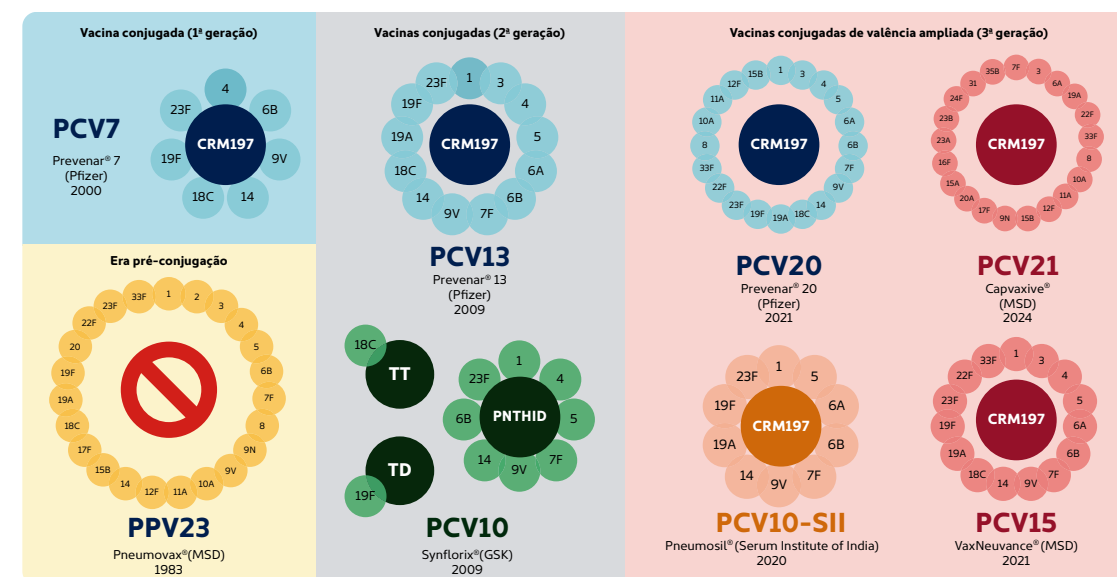 Vacina conjugada (1ª geração)
4
6B
9V
14
18C
19F
23F
CRM197
PCV7
Prevenar® 7
(Pfizer)
2000
Era pré-conjugação
1
2
3
4
5
6B
7F
8
9N
9V
10A
11A
12F
14
15B
17F
18C
19A
19F
20
22F
23F
33F
PPV23
Pneumovax®(MSD)
1983
Vacinas conjugadas (2ª geração)
1
3
4
5
6A
6B
7F
9V
14
18C
19A
19F
23F
CRM197
PCV13
Prevenar® 13
(Pfizer)
2009
18C
TT
TD
19F
1
4
5
7F
9V
14
6B
23F
PNTHID
PCV10
Synflorix®(GSK)
2009
Vacinas conjugadas de valência ampliada (3ª geração)
1
3
4
5
6A
6B
7F
9V
14
18C
19A
19F
23F
22F
33F
8
10A
11A
12F
15B
CRM197
PCV20
Prevenar® 20
(Pfizer)
2021
7F
3
6A
19A
22F
33F
8
10A
11A
12F
15B
9N
17F
20A
15A
16F
23A
23B
24F
31
35B
CRM197
PCV21
Capvaxive®
(MSD)
2024
1
5
6A
6B
7F
9V
14
19A
19F
23F
CRM197
PCV10-SII
Pneumosil® (Serum Institute of India)
2020
1
3
4
5
6A
6B
7F
9V
14
18C
19A
19F
23F
22F
33F
CRM197
PCV15
VaxNeuvance® (MSD)
2021